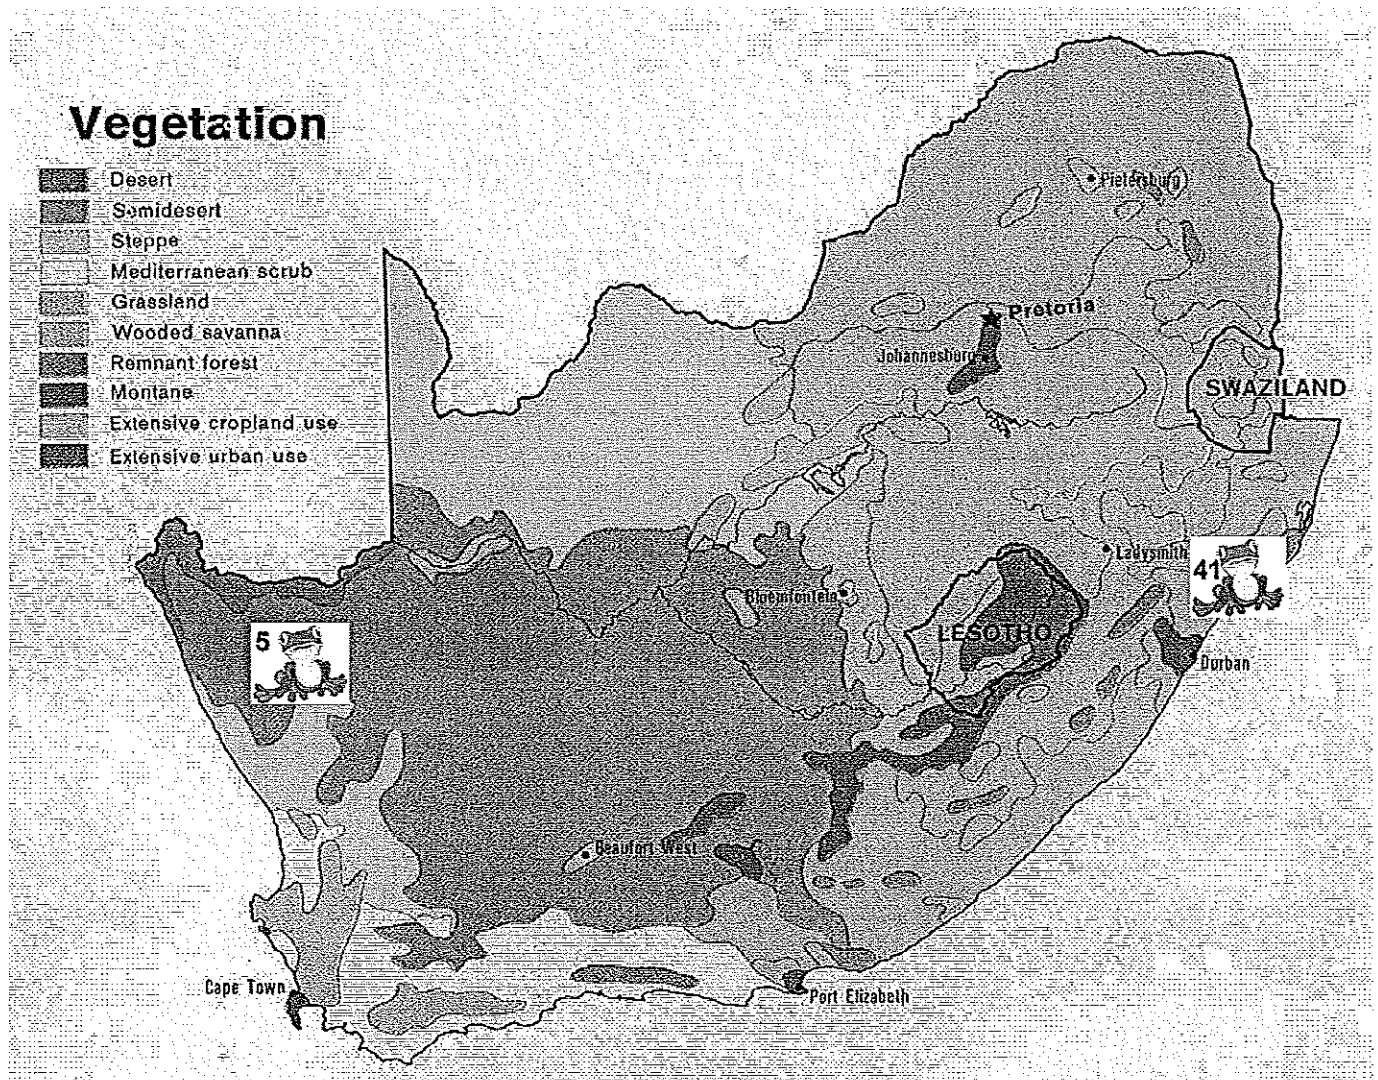 Vegetation
Desert
Semidesert
Steppe
Mediterranean scrub
Grassland
Wooded savanna
Remnant forest
Montane
Extensive cropland use
Extensive urban use
Pietersburg
Pretoria
Johannesburg
SWAZILAND
Ladysmith
41
Bloemfontein
LESOTHO
5
Durban
Beaufort West
Cape Town
Port Elizabeth